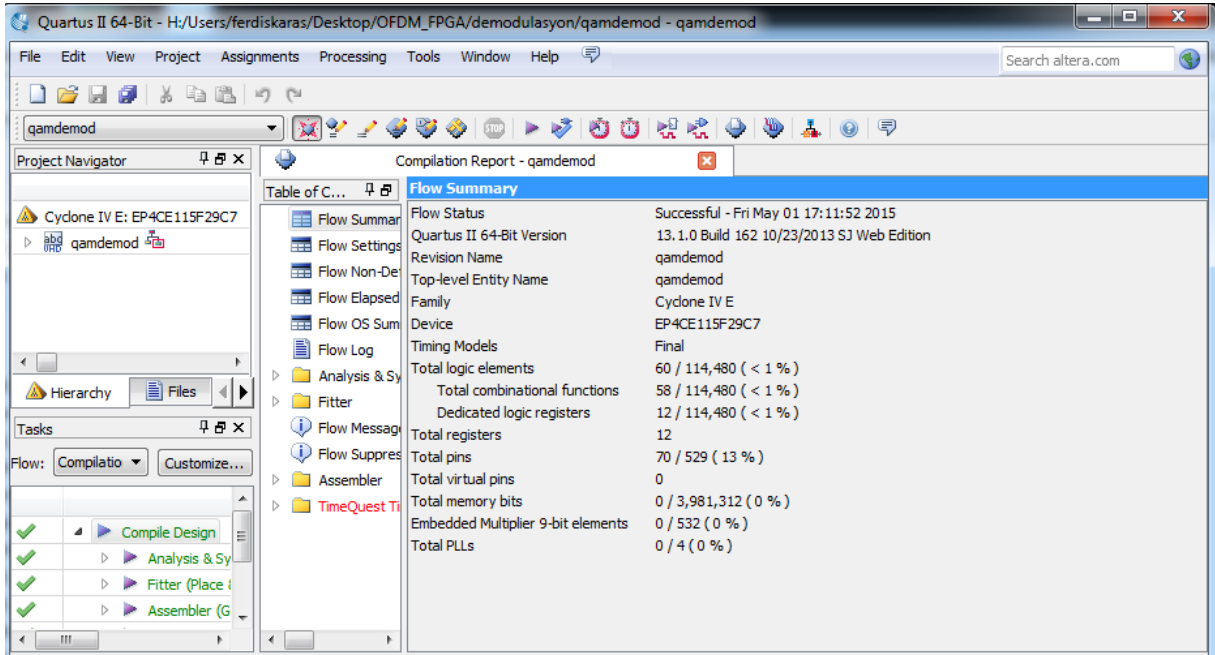 Quartus II 64-Bit - H:/Users/ferdiskaras/Desktop/OFDM_FPGA/demodulasyon/qamdemod - qamdemod
File Edit View Project Assignments Processing Tools Window Help
Search altera.com
qamdemod
STOP
Project Navigator
Cyclone IV E: EP4CE115F29C7
abd VHD qamdemod
Hierarchy Files
Tasks
Flow: Compilatio Customize...
Compile Design
Analysis & Sy
Fitter (Place &
Assembler (G
Compilation Report - qamdemod
Table of C...
Flow Summar
Flow Settings
Flow Non-De
Flow Elapsed
Flow OS Sum
Flow Log
Analysis & Sy
Fitter
Flow Messag
Flow Suppres
Assembler
TimeQuest Ti
Flow Summary
Flow Status Successful - Fri May 01 17:11:52 2015
Quartus II 64-Bit Version 13.1.0 Build 162 10/23/2013 SJ Web Edition
Revision Name qamdemod
Top-level Entity Name qamdemod
Family Cyclone IV E
Device EP4CE115F29C7
Timing Models Final
Total logic elements 60 / 114,480 ( < 1 % )
Total combinational functions 58 / 114,480 ( < 1 % )
Dedicated logic registers 12 / 114,480 ( < 1 % )
Total registers 12
Total pins 70 / 529 ( 13 % )
Total virtual pins 0
Total memory bits 0 / 3,981,312 ( 0 % )
Embedded Multiplier 9-bit elements 0 / 532 ( 0 % )
Total PLLs 0 / 4 ( 0 % )